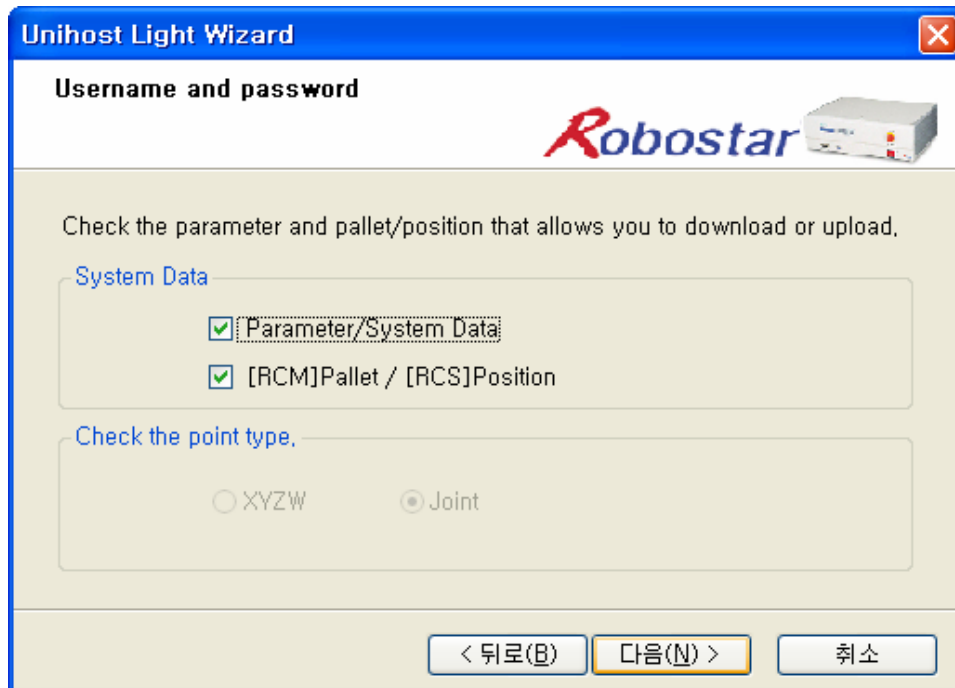 Unihost Light Wizard
Username and password
Robostar
Check the parameter and pallet/position that allows you to download or upload,
System Data
Parameter/System Data
[RCM]Pallet / [RCS]Position
Check the point type,
XYZW Joint
< 뒤로(B) 다음(N) > 취소